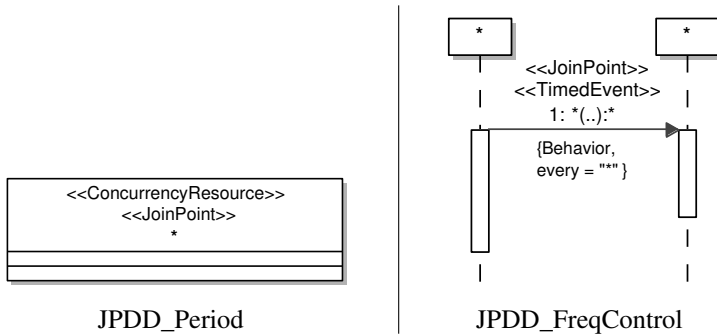 <<ConcurrencyResource>>
<<JoinPoint>>
*
JPDD_Period
*
*
<<JoinPoint>>
<<TimedEvent>>
1: *(..):*
{Behavior,
every = "*" }
JPDD_FreqControl